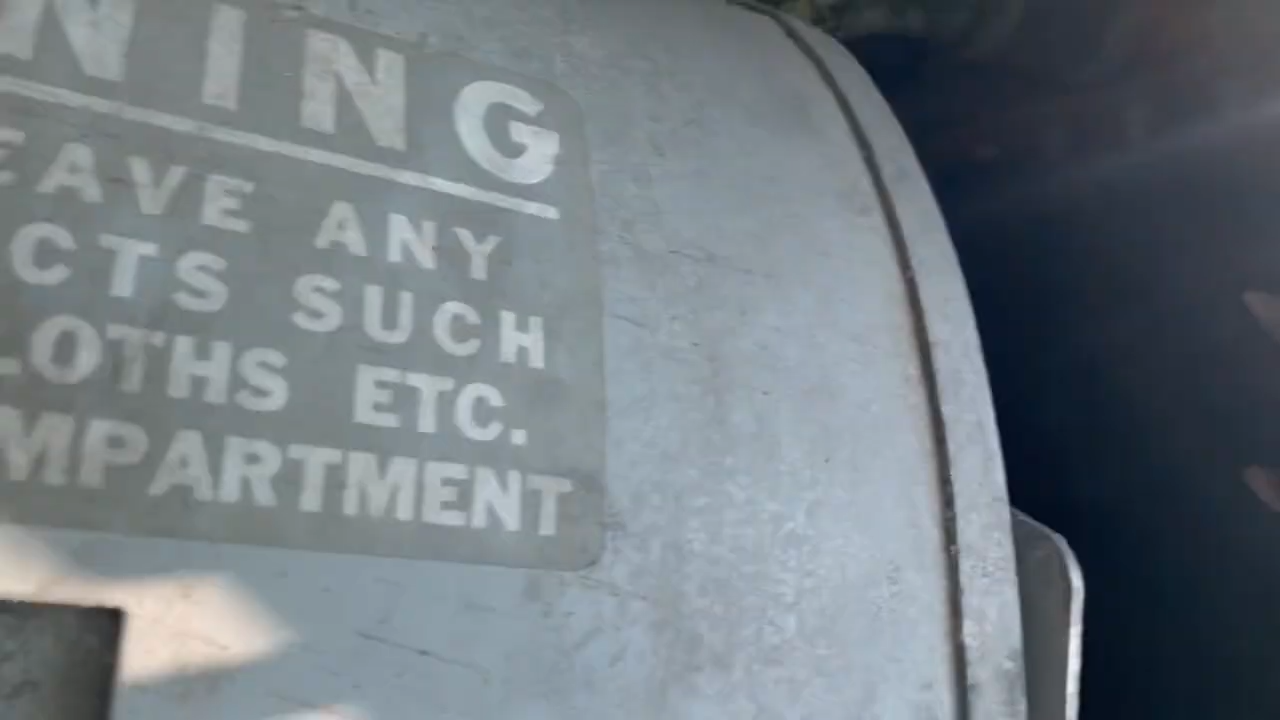 NING
EAVE ANY
CTS SUCH
LOTHS ETC.
MPARTMENT